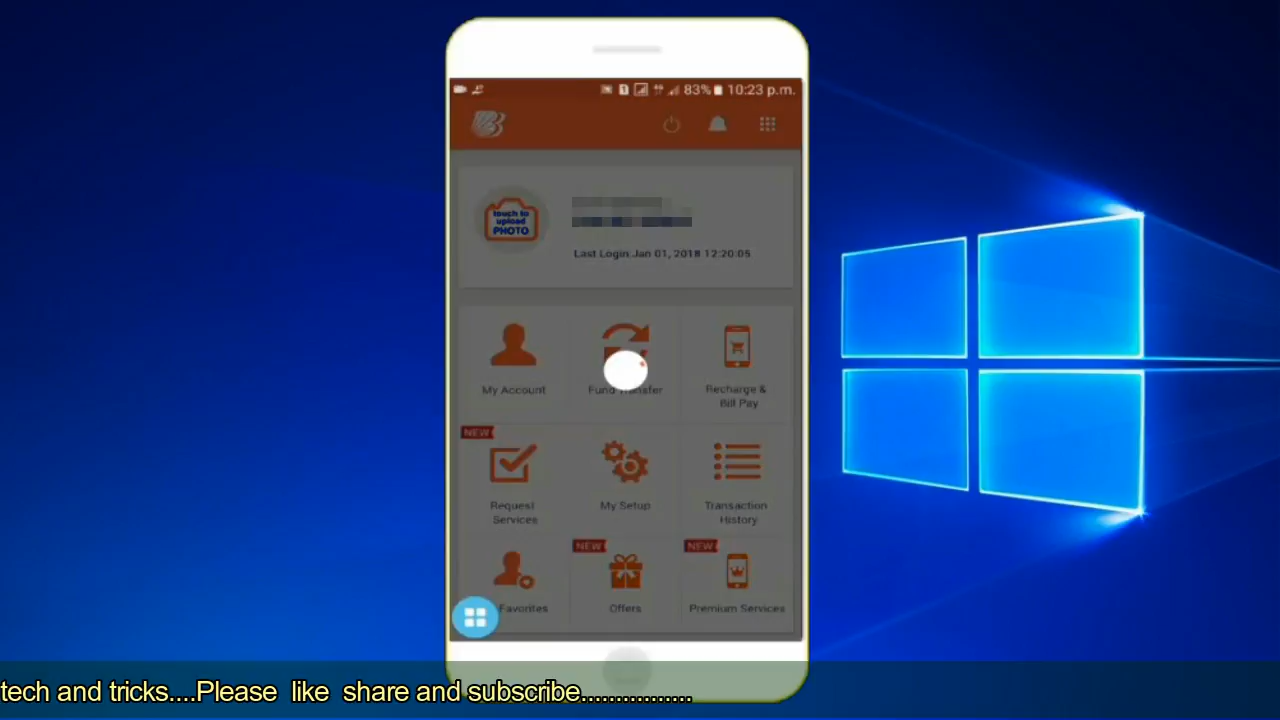 83% 10:23 p.m.
touch to
upload
PHOTO
Last Login:Jan 01, 2018 12:20:05
My Account
Fund Transfer
Recharge &
Bill Pay
NEW
Request
Services
My Setup
Transaction
History
NEW
NEW
Favorites
Offers
Premium Services
tech and tricks....Please like share and subscribe...............